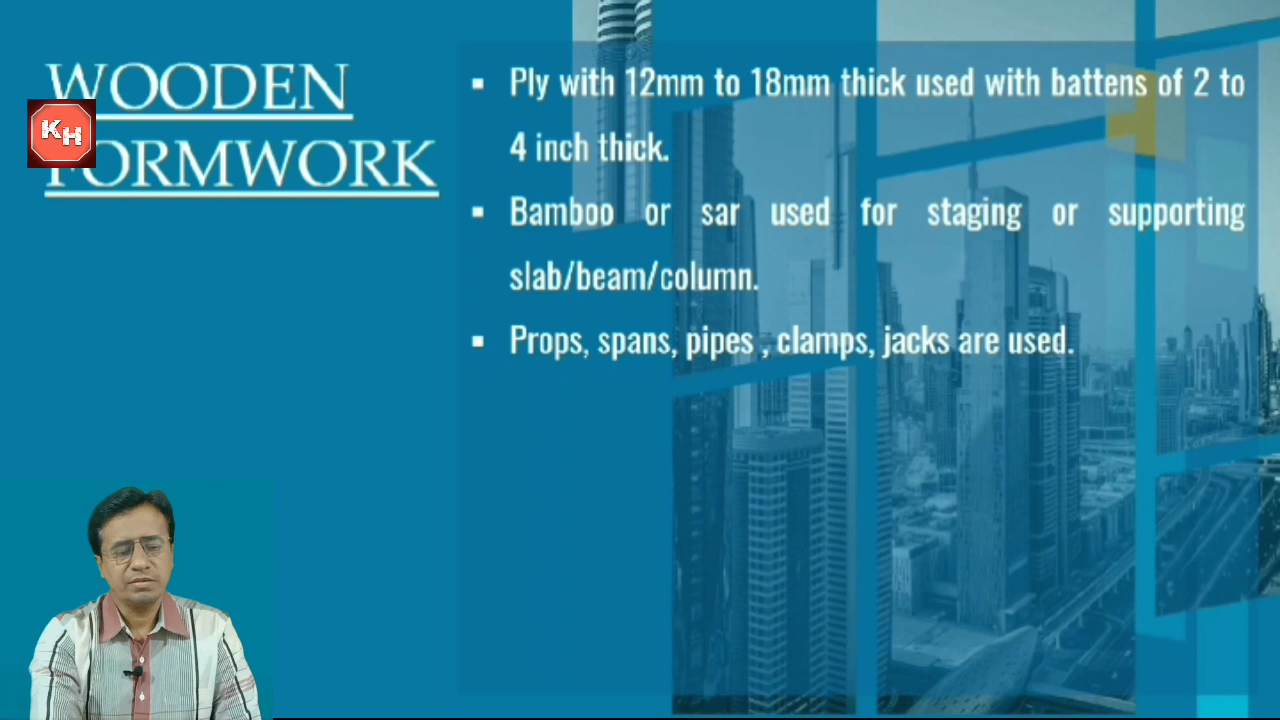 WOODEN
FORMWORK
KH
▪ Ply with 12mm to 18mm thick used with battens of 2 to
4 inch thick.
▪ Bamboo or sar used for staging or supporting
slab/beam/column.
▪ Props, spans, pipes , clamps, jacks are used.